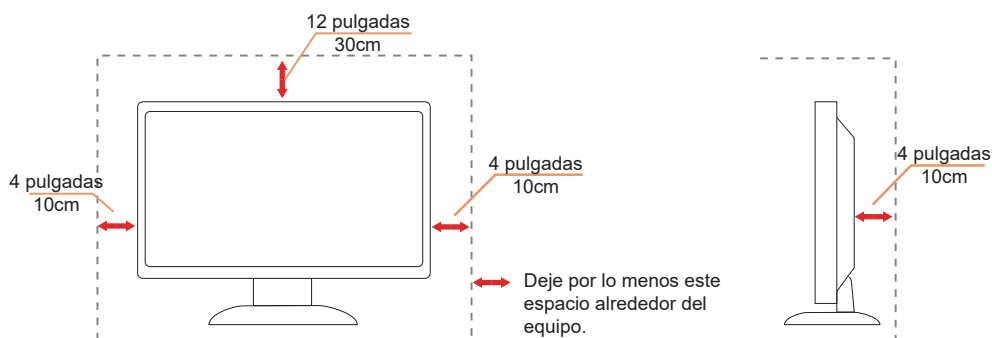 12 pulgadas
30cm
4 pulgadas
10cm
4 pulgadas
10cm
4 pulgadas
10cm
Deje por lo menos este
espacio alrededor del
equipo.